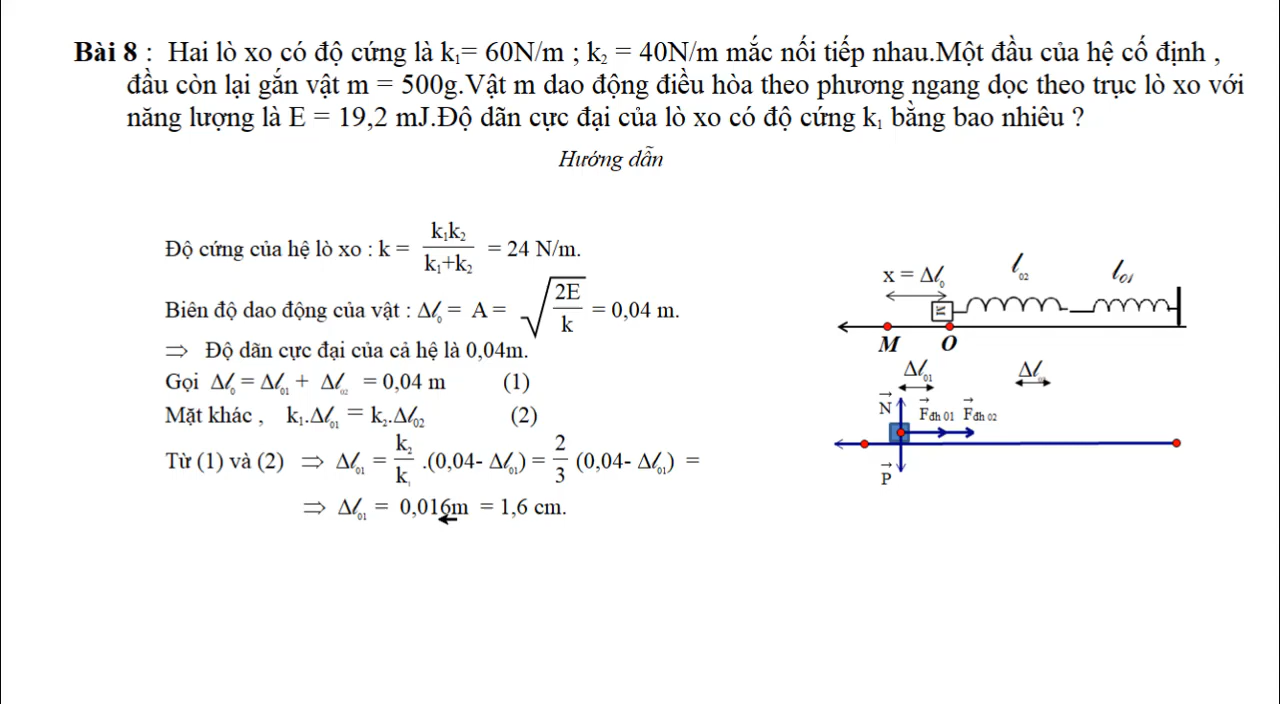 Bài 8 : Hai lò xo có độ cứng là k₁= 60N/m ; k₂ = 40N/m mắc nối tiếp nhau.Một đầu của hệ cố định ,
đầu còn lại gắn vật m = 500g.Vật m dao động điều hòa theo phương ngang dọc theo trục lò xo với
năng lượng là E = 19,2 mJ.Độ dãn cực đại của lò xo có độ cứng k₁ bằng bao nhiêu ?
Hướng dẫn
Độ cứng của hệ lò xo : k = k₁k₂ / k₁+k₂ = 24 N/m.
Biên độ dao động của vật : Δℓ₀ = A = √(2E / k) = 0,04 m.
⇒ Độ dãn cực đại của cả hệ là 0,04m.
Gọi Δℓ₀ = Δℓ₀₁ + Δℓ₀₂ = 0,04 m (1)
Mặt khác , k₁.Δℓ₀₁ = k₂.Δℓ₀₂ (2)
Từ (1) và (2) ⇒ Δℓ₀₁ = k₂ / k₁ .(0,04- Δℓ₀₁) = 2 / 3 (0,04- Δℓ₀₁) =
⇒ Δℓ₀₁ = 0,016m = 1,6 cm.
x = Δℓ₀ ℓ₀₂ ℓ₀₁
M O
Δℓ₀₁ Δℓ
N F đh 01 F đh 02
P